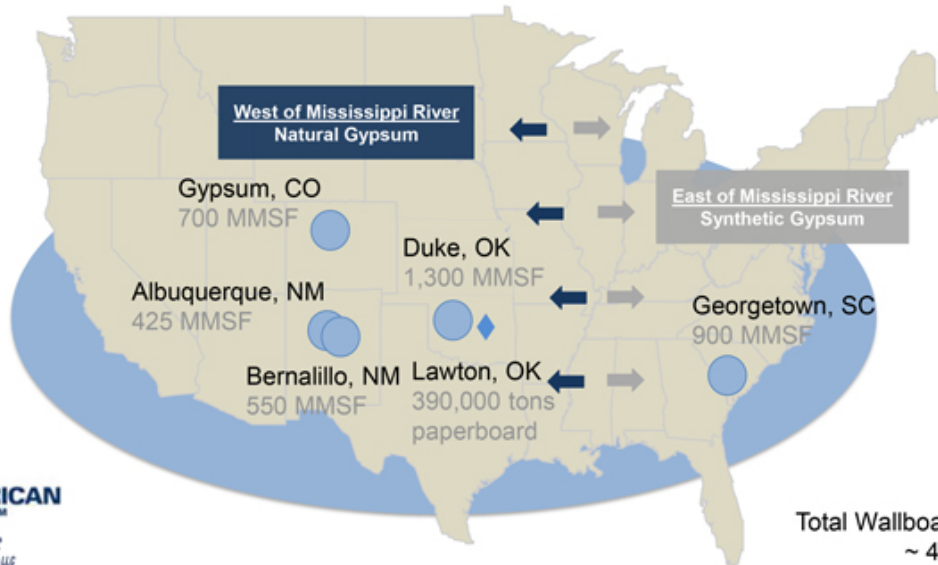 West of Mississippi River
Natural Gypsum
East of Mississippi River
Synthetic Gypsum
Gypsum, CO
700 MMSF
Duke, OK
1,300 MMSF
Albuquerque, NM
425 MMSF
Georgetown, SC
900 MMSF
Bernalillo, NM
550 MMSF
Lawton, OK
390,000 tons
paperboard
RICAN
LLC
Total Wallboa
~ 4